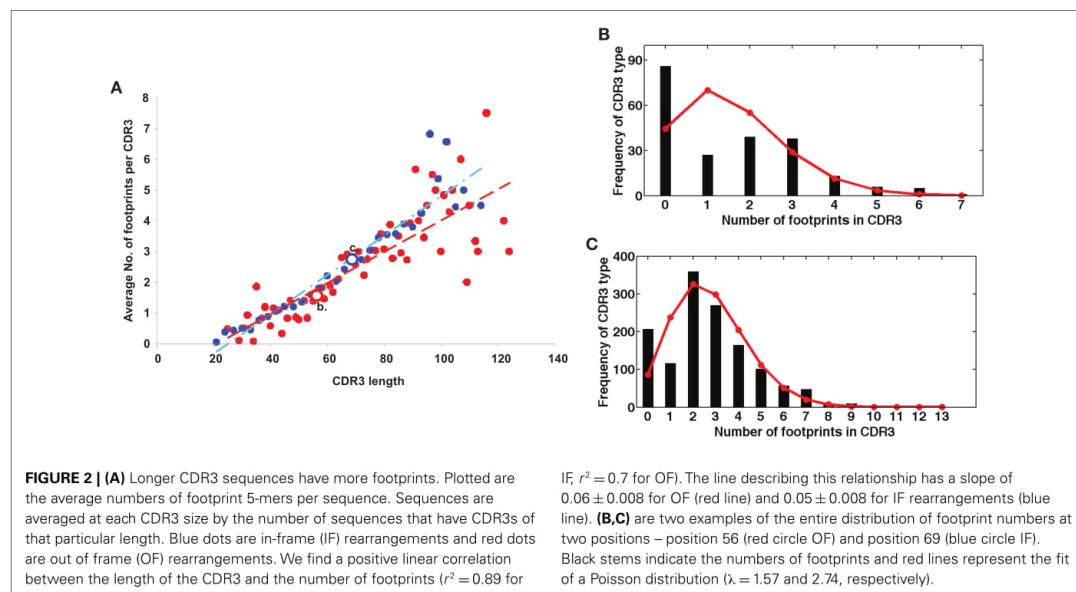 A
Average No. of footprints per CDR3
8
7
6
5
4
3
2
1
0
c.
b.
0 20 40 60 80 100 120 140
CDR3 length
B
Frequency of CDR3 type
90
60
30
0
0 1 2 3 4 5 6 7
Number of footprints in CDR3
C
Frequency of CDR3 type
400
300
200
100
0
0 1 2 3 4 5 6 7 8 9 10 11 12 13
Number of footprints in CDR3
FIGURE 2 | (A) Longer CDR3 sequences have more footprints. Plotted are
the average numbers of footprint 5-mers per sequence. Sequences are
averaged at each CDR3 size by the number of sequences that have CDR3s of
that particular length. Blue dots are in-frame (IF) rearrangements and red dots
are out of frame (OF) rearrangements. We find a positive linear correlation
between the length of the CDR3 and the number of footprints (r² = 0.89 for
IF, r² = 0.7 for OF). The line describing this relationship has a slope of
0.06 ± 0.008 for OF (red line) and 0.05 ± 0.008 for IF rearrangements (blue
line). (B,C) are two examples of the entire distribution of footprint numbers at
two positions – position 56 (red circle OF) and position 69 (blue circle IF).
Black stems indicate the numbers of footprints and red lines represent the fit
of a Poisson distribution (λ = 1.57 and 2.74, respectively).